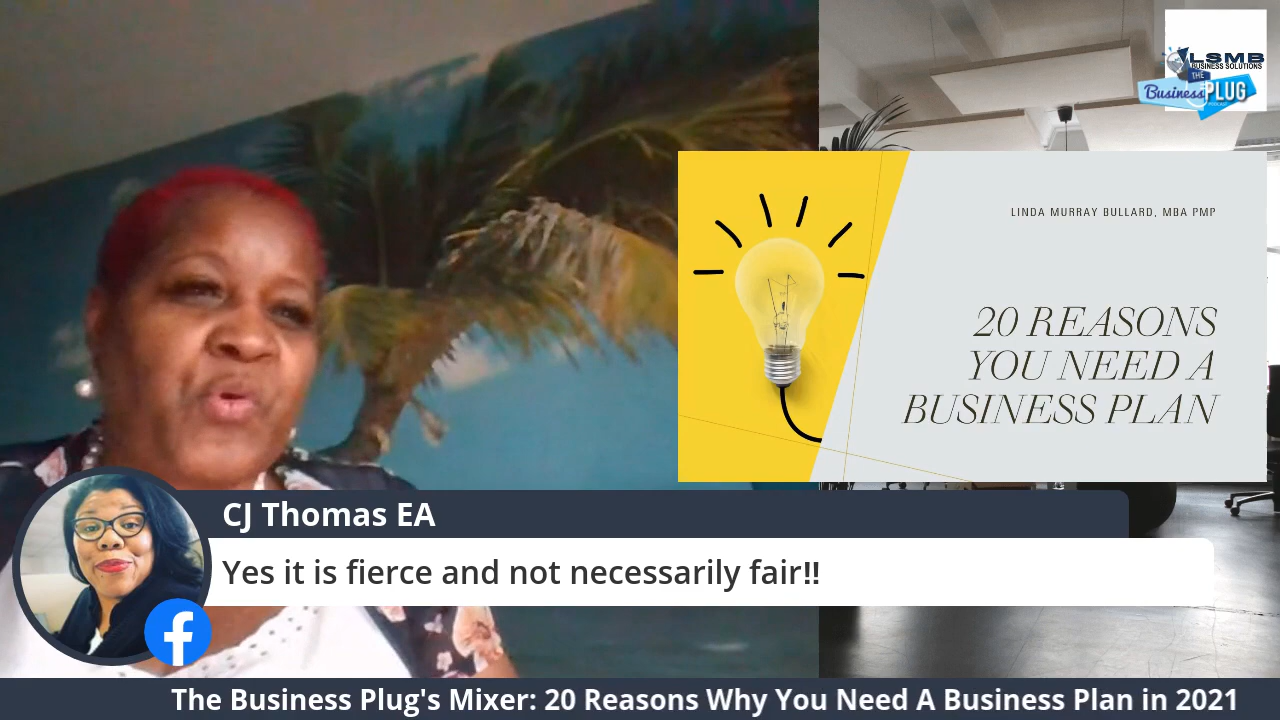 LSMB
BUSINESS SOLUTIONS
THE
Business PLUG
PODCAST
LINDA MURRAY BULLARD, MBA PMP
20 REASONS
YOU NEED A
BUSINESS PLAN
CJ Thomas EA
Yes it is fierce and not necessarily fair!!
The Business Plug's Mixer: 20 Reasons Why You Need A Business Plan in 2021